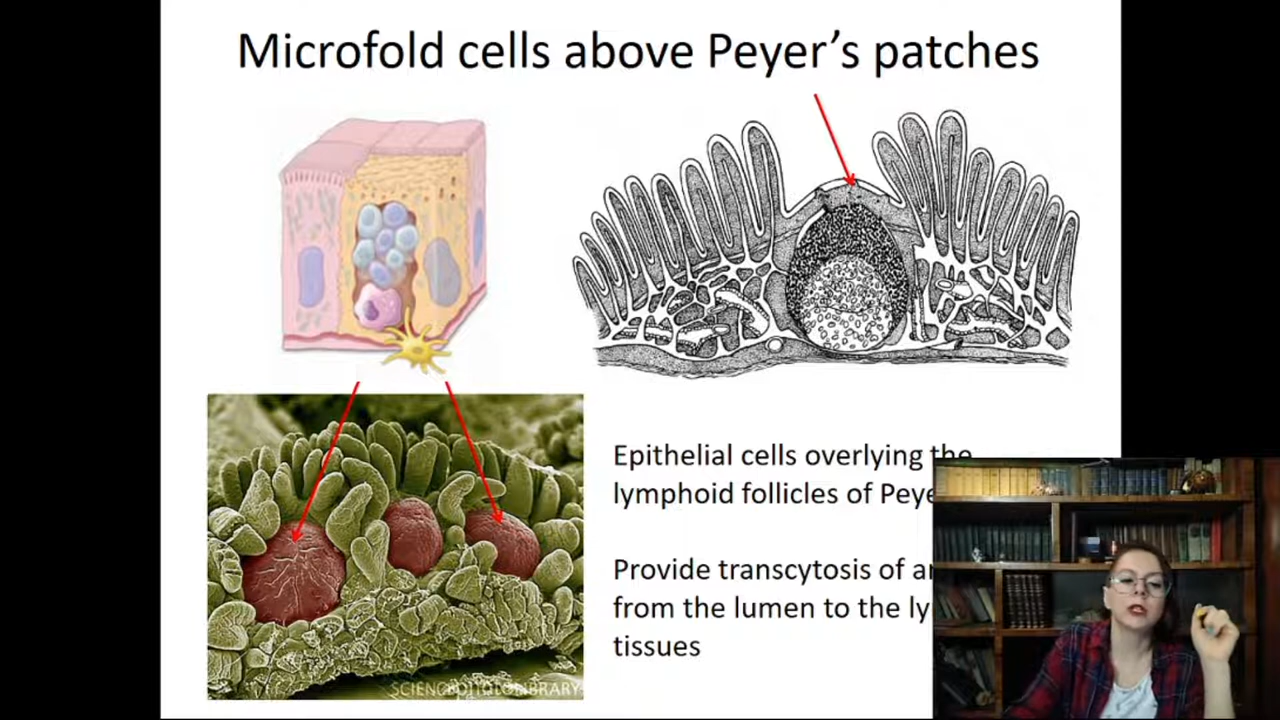 Microfold cells above Peyer's patches
Epithelial cells overlying the
lymphoid follicles of Peye
Provide transcytosis of a
from the lumen to the ly
tissues
SCIENCEPHOTOLIBRARY